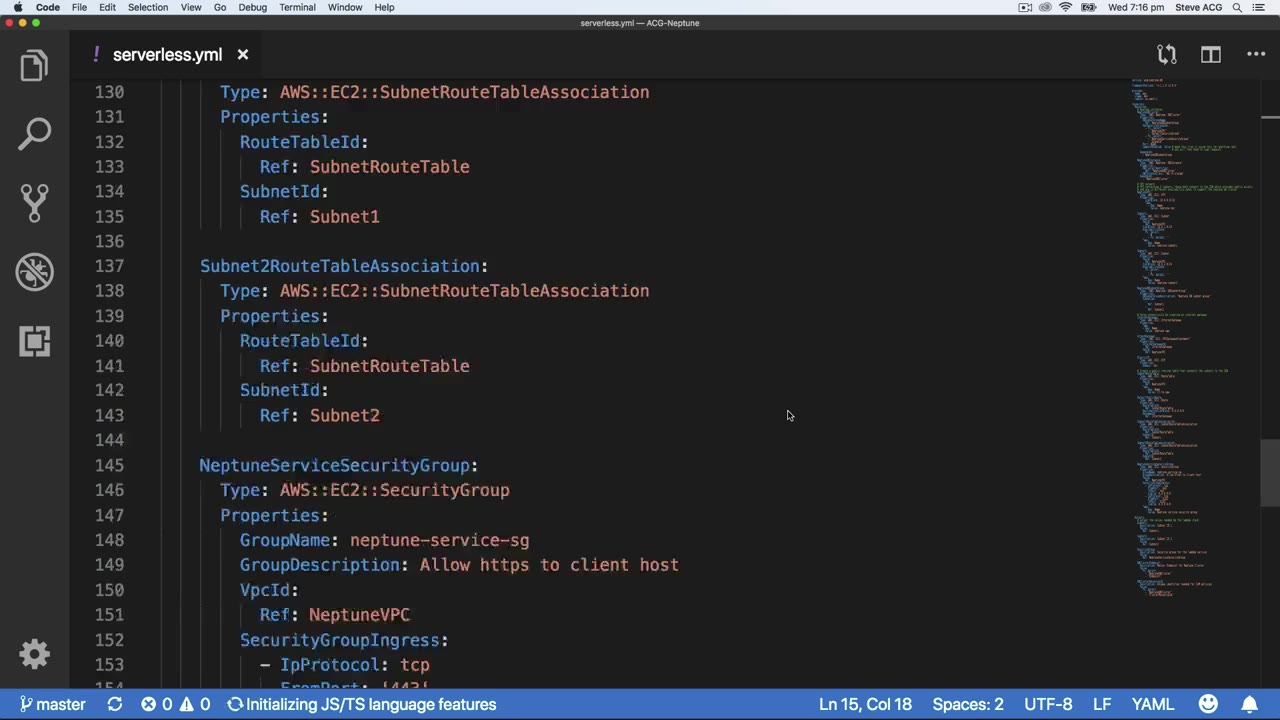 Code File Edit Selection View Go Debug Terminal Window Help Wed 7:16 pm Steve ACG
serverless.yml — ACG-Neptune
! serverless.yml
130 Type: AWS::EC2::SubnetRouteTableAssociation
131 Properties:
132 RouteTableId:
133 Ref: SubnetRouteTable
134 SubnetId:
135 Ref: Subnet1
136
137 Subnet2RouteTableAssociation:
138 Type: AWS::EC2::SubnetRouteTableAssociation
139 Properties:
140 RouteTableId:
141 Ref: SubnetRouteTable
142 SubnetId:
143 Ref: Subnet2
144
145 NeptuneServiceSecurityGroup:
146 Type: AWS::EC2::SecurityGroup
147 Properties:
148 GroupName: neptune-service-sg
149 GroupDescription: Allow https to client host
150 VpcId:
151 Ref: NeptuneVPC
152 SecurityGroupIngress:
153 - IpProtocol: tcp
154 FromPort: '443'
master 0 0 Initializing JS/TS language features Ln 15, Col 18 Spaces: 2 UTF-8 LF YAML